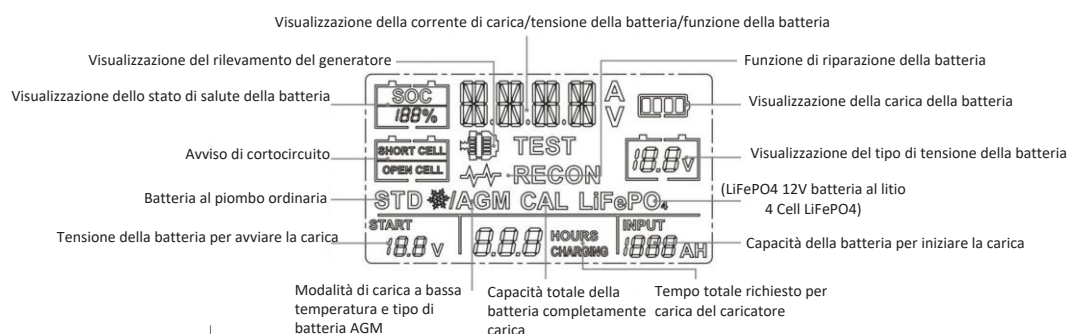 Visualizzazione della corrente di carica/tensione della batteria/funzione della batteria
Visualizzazione del rilevamento del generatore
Funzione di riparazione della batteria
Visualizzazione dello stato di salute della batteria
SOC
188%
A
V
Visualizzazione della carica della batteria
Avviso di cortocircuito
SHORT CELL
OPEN CELL
TEST
18.8 V
Visualizzazione del tipo di tensione della batteria
RECON
Batteria al piombo ordinaria
STD ❄/AGM CAL LiFePO₄
(LiFePO4 12V batteria al litio
4 Cell LiFePO4)
Tensione della batteria per avviare la carica
START
18.8 V
8.8.8 HOURS
CHARGING
INPUT
1888 AH
Capacità della batteria per iniziare la carica
Modalità di carica a bassa
temperatura e tipo di
batteria AGM
Capacità totale della
batteria completamente
carica
Tempo totale richiesto per
carica del caricatore